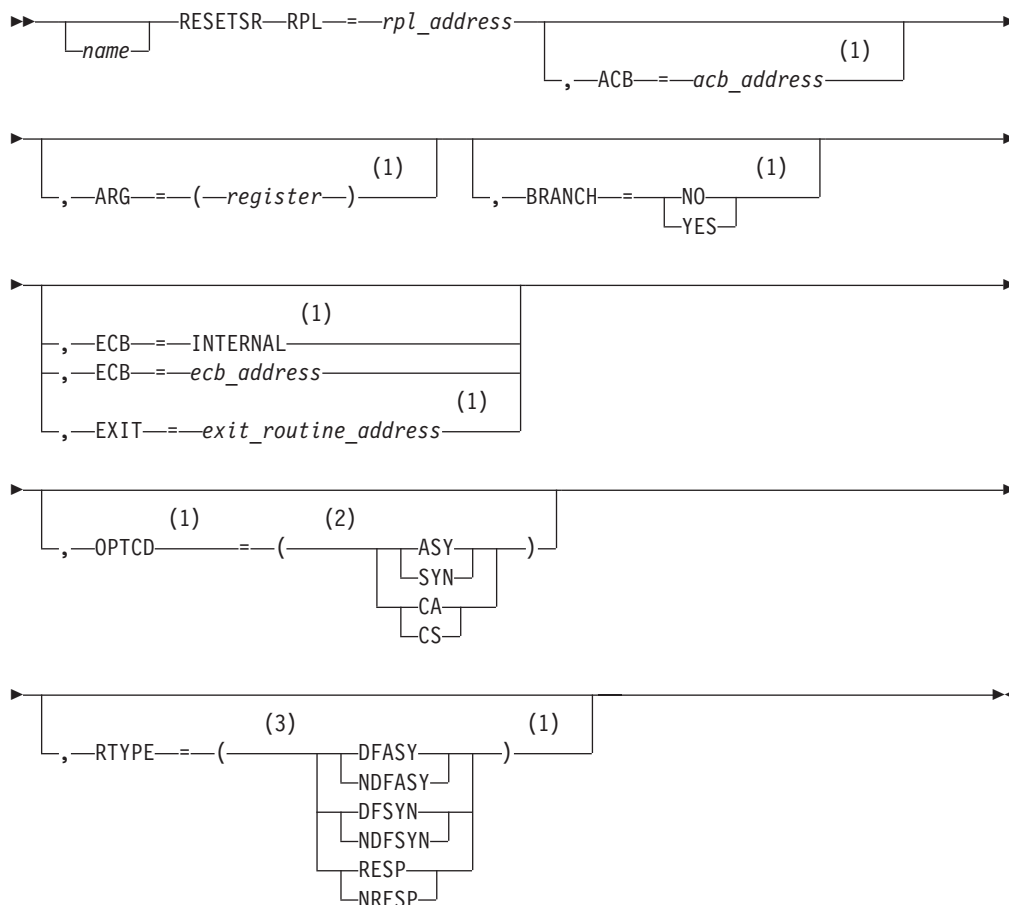 RESETSR RPL = rpl_address
name
(1)
, ACB = acb_address
(1) (1)
, ARG = ( register ) , BRANCH = NO
YES
(1)
, ECB = INTERNAL
, ECB = ecb_address
(1)
, EXIT = exit_routine_address
(1) (2)
, OPTCD = ( ASY )
SYN
CA
CS
(3) (1)
, RTYPE = ( DFASY )
NDFASY
DFSYN
NDFSYN
RESP
NRESP